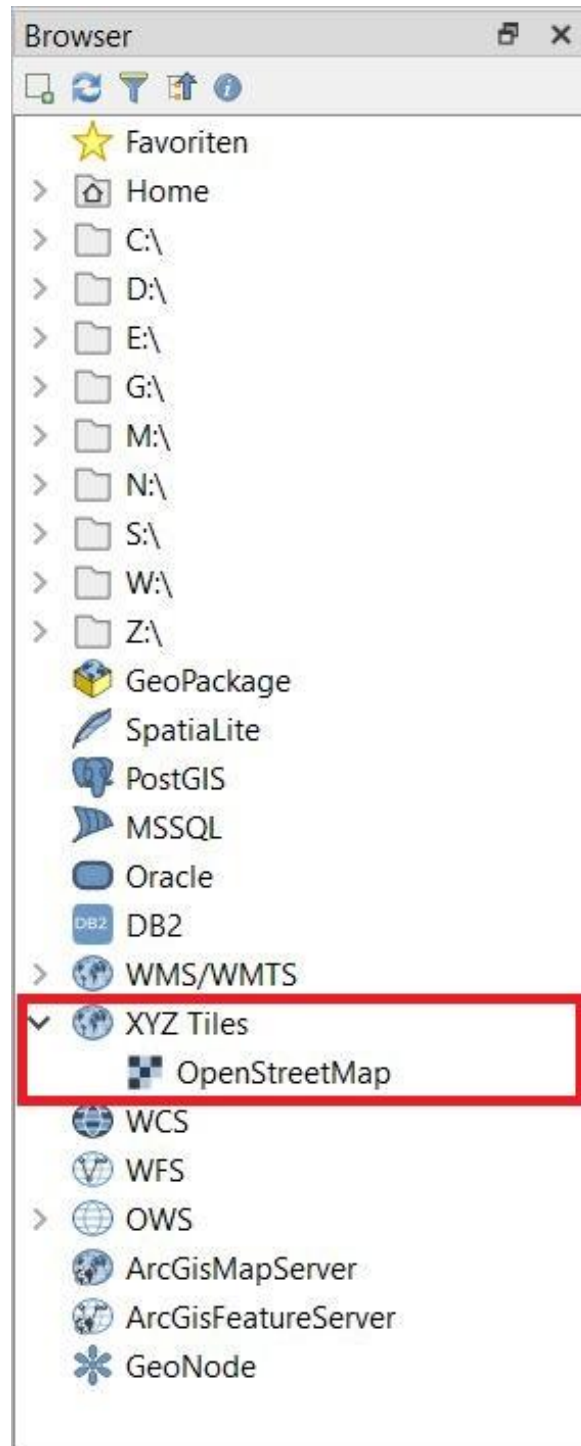 Browser
Favoriten
Home
C:\
D:\
E:\
G:\
M:\
N:\
S:\
W:\
Z:\
GeoPackage
SpatiaLite
PostGIS
MSSQL
Oracle
DB2 DB2
WMS/WMTS
XYZ Tiles
OpenStreetMap
WCS
WFS
OWS
ArcGisMapServer
ArcGisFeatureServer
GeoNode